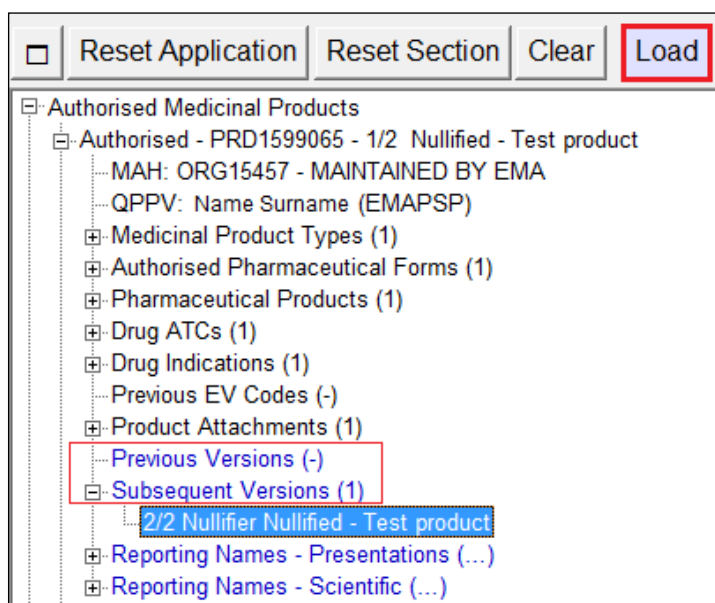 Reset Application Reset Section Clear Load
Authorised Medicinal Products
Authorised - PRD1599065 - 1/2 Nullified - Test product
MAH: ORG15457 - MAINTAINED BY EMA
QPPV: Name Surname (EMAPSP)
Medicinal Product Types (1)
Authorised Pharmaceutical Forms (1)
Pharmaceutical Products (1)
Drug ATCs (1)
Drug Indications (1)
Previous EV Codes (-)
Product Attachments (1)
Previous Versions (-)
Subsequent Versions (1)
2/2 Nullifier Nullified - Test product
Reporting Names - Presentations (...)
Reporting Names - Scientific (...)